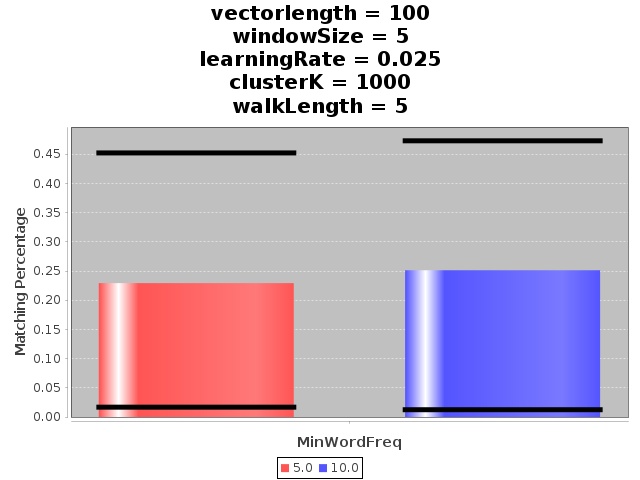 vectorlength = 100
windowSize = 5
learningRate = 0.025
clusterK = 1000
walkLength = 5
Matching Percentage
0.45
0.40
0.35
0.30
0.25
0.20
0.15
0.10
0.05
0.00
MinWordFreq
5.0 10.0